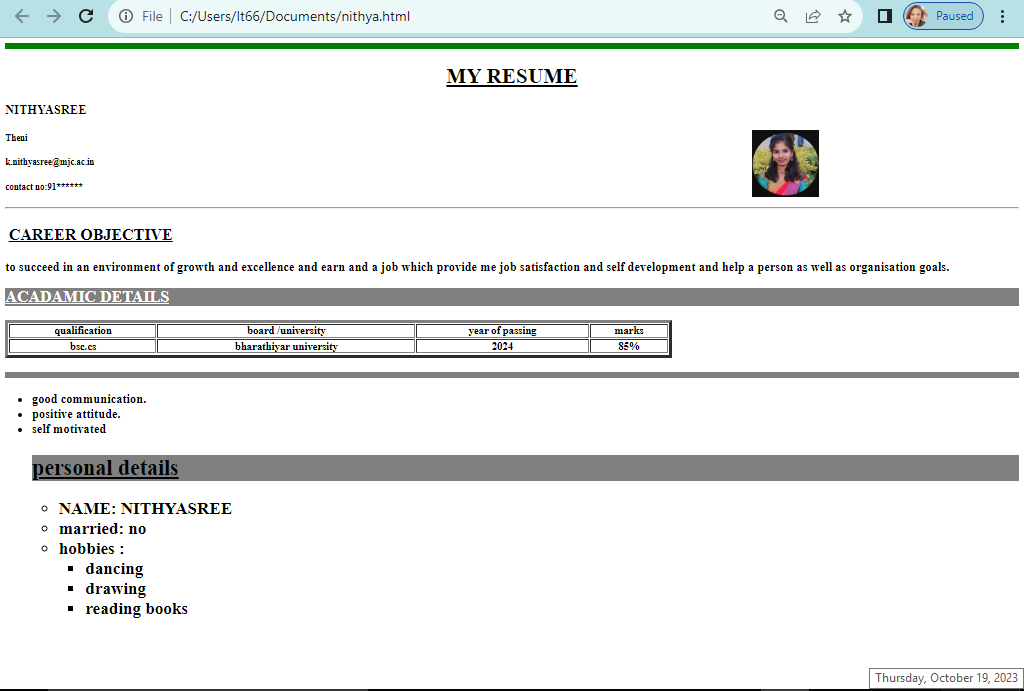 File
C:/Users/lt66/Documents/nithya.html
Paused
MY RESUME
NITHYASREE
Theni
k.nithyasree@mjc.ac.in
contact no:91******
CAREER OBJECTIVE
to succeed in an environment of growth and excellence and earn and a job which provide me job satisfaction and self development and help a person as well as organisation goals.
ACADAMIC DETAILS
qualification board /university year of passing marks
bsc.cs bharathiyar university 2024 85%
good communication.
positive attitude.
self motivated
personal details
NAME: NITHYASREE
married: no
hobbies :
dancing
drawing
reading books
Thursday, October 19, 2023